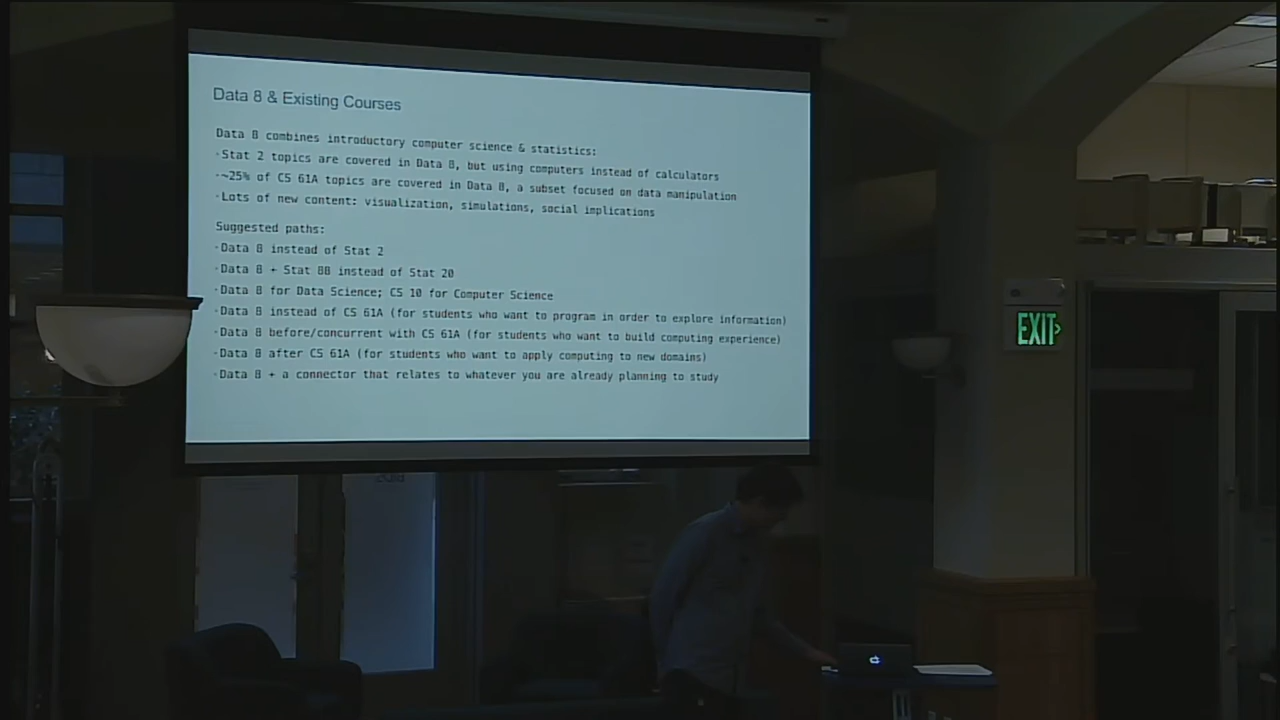 Data 8 & Existing Courses
Data 8 combines introductory computer science & statistics:
·Stat 2 topics are covered in Data 8, but using computers instead of calculators
·~25% of CS 61A topics are covered in Data 8, a subset focused on data manipulation
·Lots of new content: visualization, simulations, social implications
Suggested paths:
·Data 8 instead of Stat 2
·Data 8 + Stat 88 instead of Stat 20
·Data 8 for Data Science; CS 10 for Computer Science
·Data 8 instead of CS 61A (for students who want to program in order to explore information)
·Data 8 before/concurrent with CS 61A (for students who want to build computing experience)
·Data 8 after CS 61A (for students who want to apply computing to new domains)
·Data 8 + a connector that relates to whatever you are already planning to study
EXIT